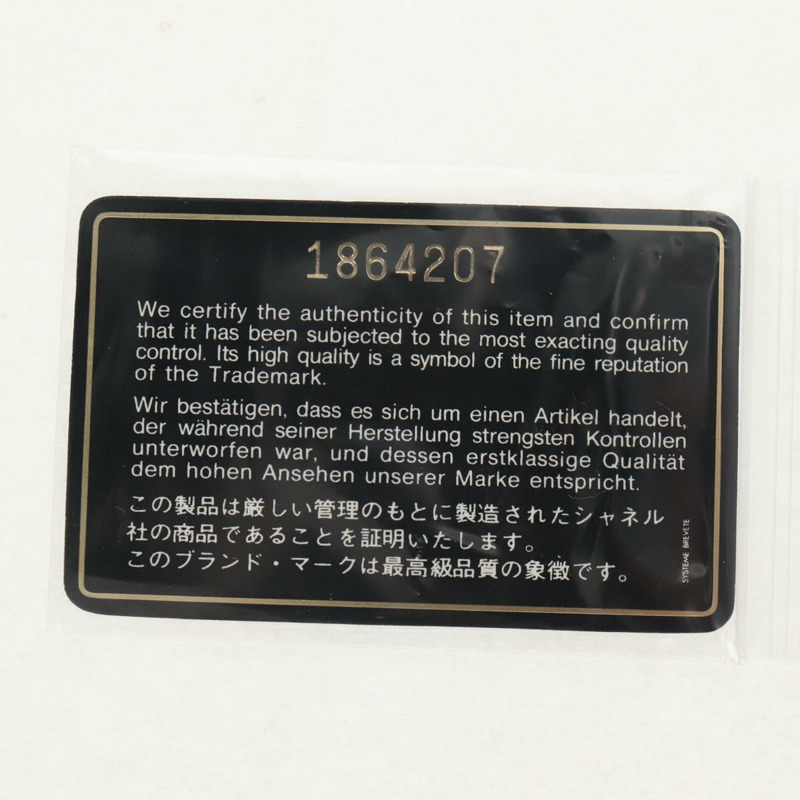 1864207
We certify the authenticity of this item and confirm
that it has been subjected to the most exacting quality
control. Its high quality is a symbol of the fine reputation
of the Trademark.
Wir bestätigen, dass es sich um einen Artikel handelt,
der während seiner Herstellung strengsten Kontrollen
unterworfen war, und dessen erstklassige Qualität
dem hohen Ansehen unserer Marke entspricht.
この製品は厳しい管理のもとに製造されたシャネル
社の商品であることを証明いたします。
このブランド・マークは最高級品質の象徴です。
SYSTEME BREVETE